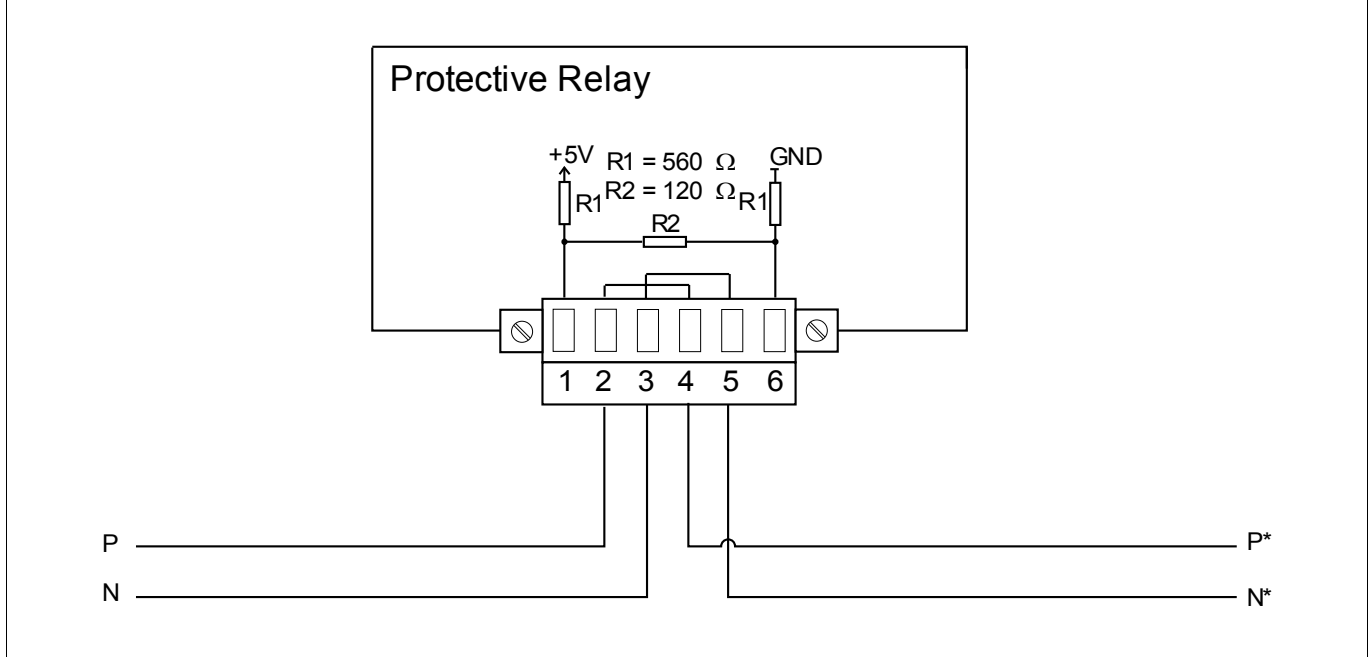 Protective Relay
+5V R1 = 560 Ω GND
R1 R2 = 120 Ω R1
R2
1 2 3 4 5 6
P P*
N N*